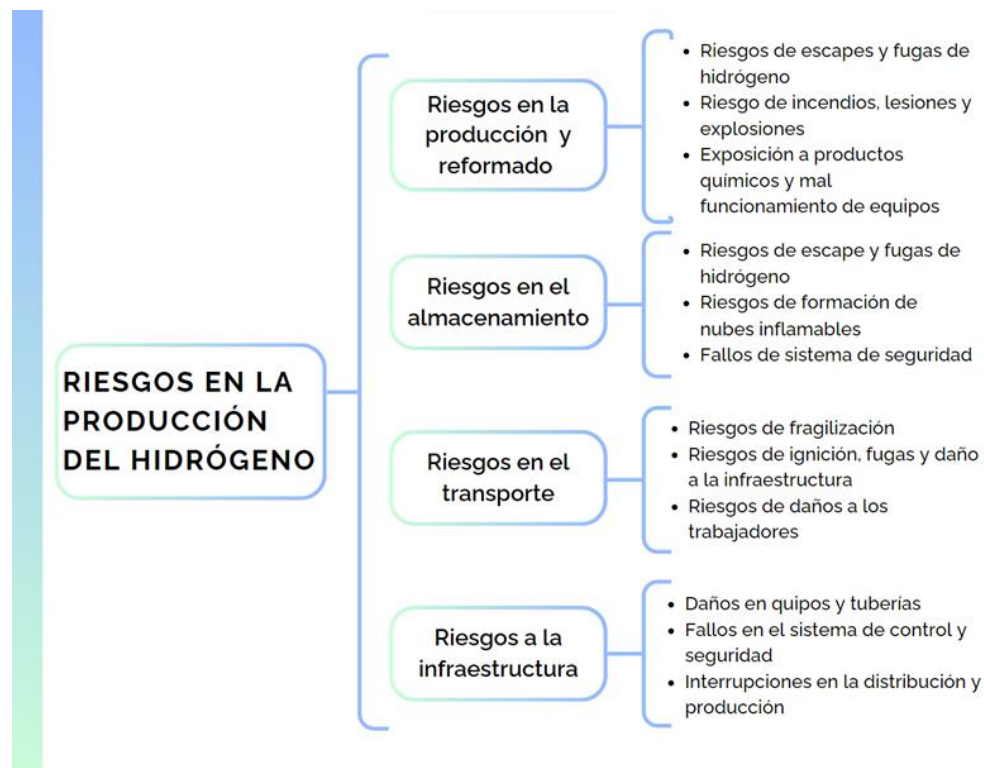 RIESGOS EN LA
PRODUCCIÓN
DEL HIDRÓGENO
Riesgos en la
producción y
reformado
• Riesgos de escapes y fugas de
hidrógeno
• Riesgo de incendios, lesiones y
explosiones
• Exposición a productos
químicos y mal
funcionamiento de equipos
Riesgos en el
almacenamiento
• Riesgos de escape y fugas de
hidrógeno
• Riesgos de formación de
nubes inflamables
• Fallos de sistema de seguridad
Riesgos en el
transporte
• Riesgos de fragilización
• Riesgos de ignición, fugas y daño
a la infraestructura
• Riesgos de daños a los
trabajadores
Riesgos a la
infraestructura
• Daños en quipos y tuberías
• Fallos en el sistema de control y
seguridad
• Interrupciones en la distribución y
producción